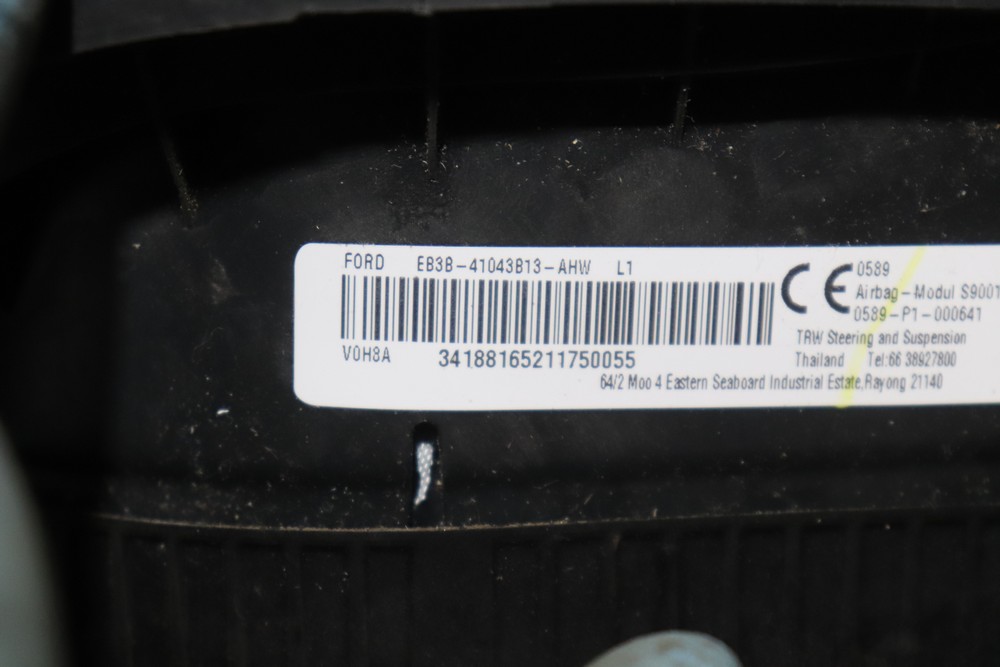 FORD EB3B-41043B13-AHW L1
V0H8A 34188165211750055
CE 0589
Airbag-Modul S9001
0589-P1-000641
TRW Steering and Suspension
Thailand Tel:66 38927800
64/2 Moo 4 Eastern Seaboard Industrial Estate,Rayong 21140